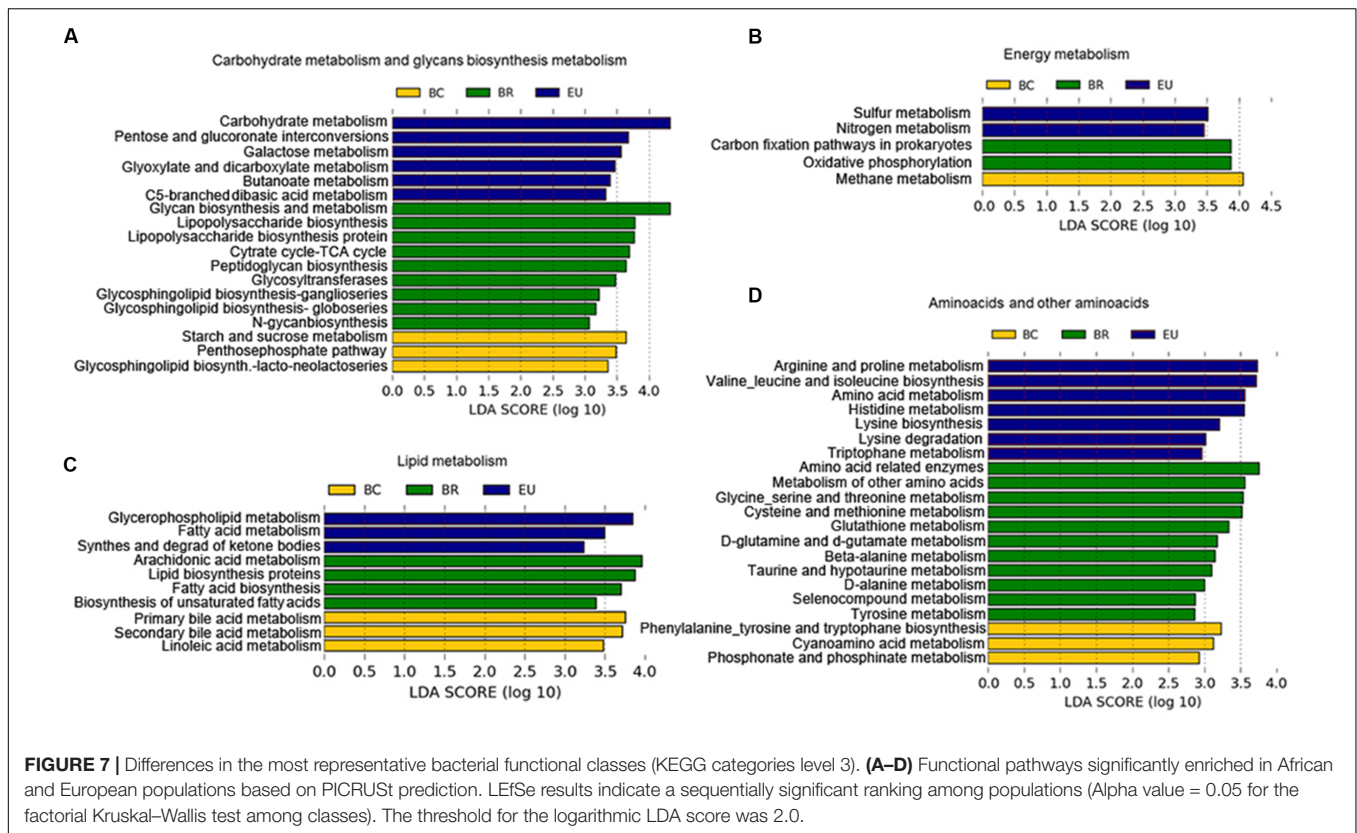 A
Carbohydrate metabolism and glycans biosynthesis metabolism
BC BR EU
Carbohydrate metabolism
Pentose and glucoronate interconversions
Galactose metabolism
Glyoxylate and dicarboxylate metabolism
Butanoate metabolism
C5-branched dibasic acid metabolism
Glycan biosynthesis and metabolism
Lipopolysaccharide biosynthesis
Lipopolysaccharide biosynthesis protein
Cytrate cycle-TCA cycle
Peptidoglycan biosynthesis
Glycosyltransferases
Glycosphingolipid biosynthesis-ganglioseries
Glycosphingolipid biosynthesis- globoseries
N-gycanbiosynthesis
Starch and sucrose metabolism
Penthosephosphate pathway
Glycosphingolipid biosynth.-lacto-neolactoseries
0.0 0.5 1.0 1.5 2.0 2.5 3.0 3.5 4.0
LDA SCORE (log 10)
B
Energy metabolism
BC BR EU
Sulfur metabolism
Nitrogen metabolism
Carbon fixation pathways in prokaryotes
Oxidative phosphorylation
Methane metabolism
0.0 0.5 1.0 1.5 2.0 2.5 3.0 3.5 4.0 4.5
LDA SCORE (log 10)
C
Lipid metabolism
BC BR EU
Glycerophospholipid metabolism
Fatty acid metabolism
Synthes and degrad of ketone bodies
Arachidonic acid metabolism
Lipid biosynthesis proteins
Fatty acid biosynthesis
Biosynthesis of unsaturated fatty acids
Primary bile acid metabolism
Secondary bile acid metabolism
Linoleic acid metabolism
0.0 0.5 1.0 1.5 2.0 2.5 3.0 3.5 4.0
LDA SCORE (log 10)
D
Aminoacids and other aminoacids
BC BR EU
Arginine and proline metabolism
Valine_leucine and isoleucine biosynthesis
Amino acid metabolism
Histidine metabolism
Lysine biosynthesis
Lysine degradation
Triptophane metabolism
Amino acid related enzymes
Metabolism of other amino acids
Glycine_serine and threonine metabolism
Cysteine and methionine metabolism
Glutathione metabolism
D-glutamine and d-gutamate metabolism
Beta-alanine metabolism
Taurine and hypotaurine metabolism
D-alanine metabolism
Selenocompound metabolism
Tyrosine metabolism
Phenylalanine_tyrosine and tryptophane biosynthesis
Cyanoamino acid metabolism
Phosphonate and phosphinate metabolism
0.0 0.5 1.0 1.5 2.0 2.5 3.0 3.5 4.0
LDA SCORE (log 10)
FIGURE 7 | Differences in the most representative bacterial functional classes (KEGG categories level 3). (A–D) Functional pathways significantly enriched in African
and European populations based on PICRUSt prediction. LEfSe results indicate a sequentially significant ranking among populations (Alpha value = 0.05 for the
factorial Kruskal–Wallis test among classes). The threshold for the logarithmic LDA score was 2.0.